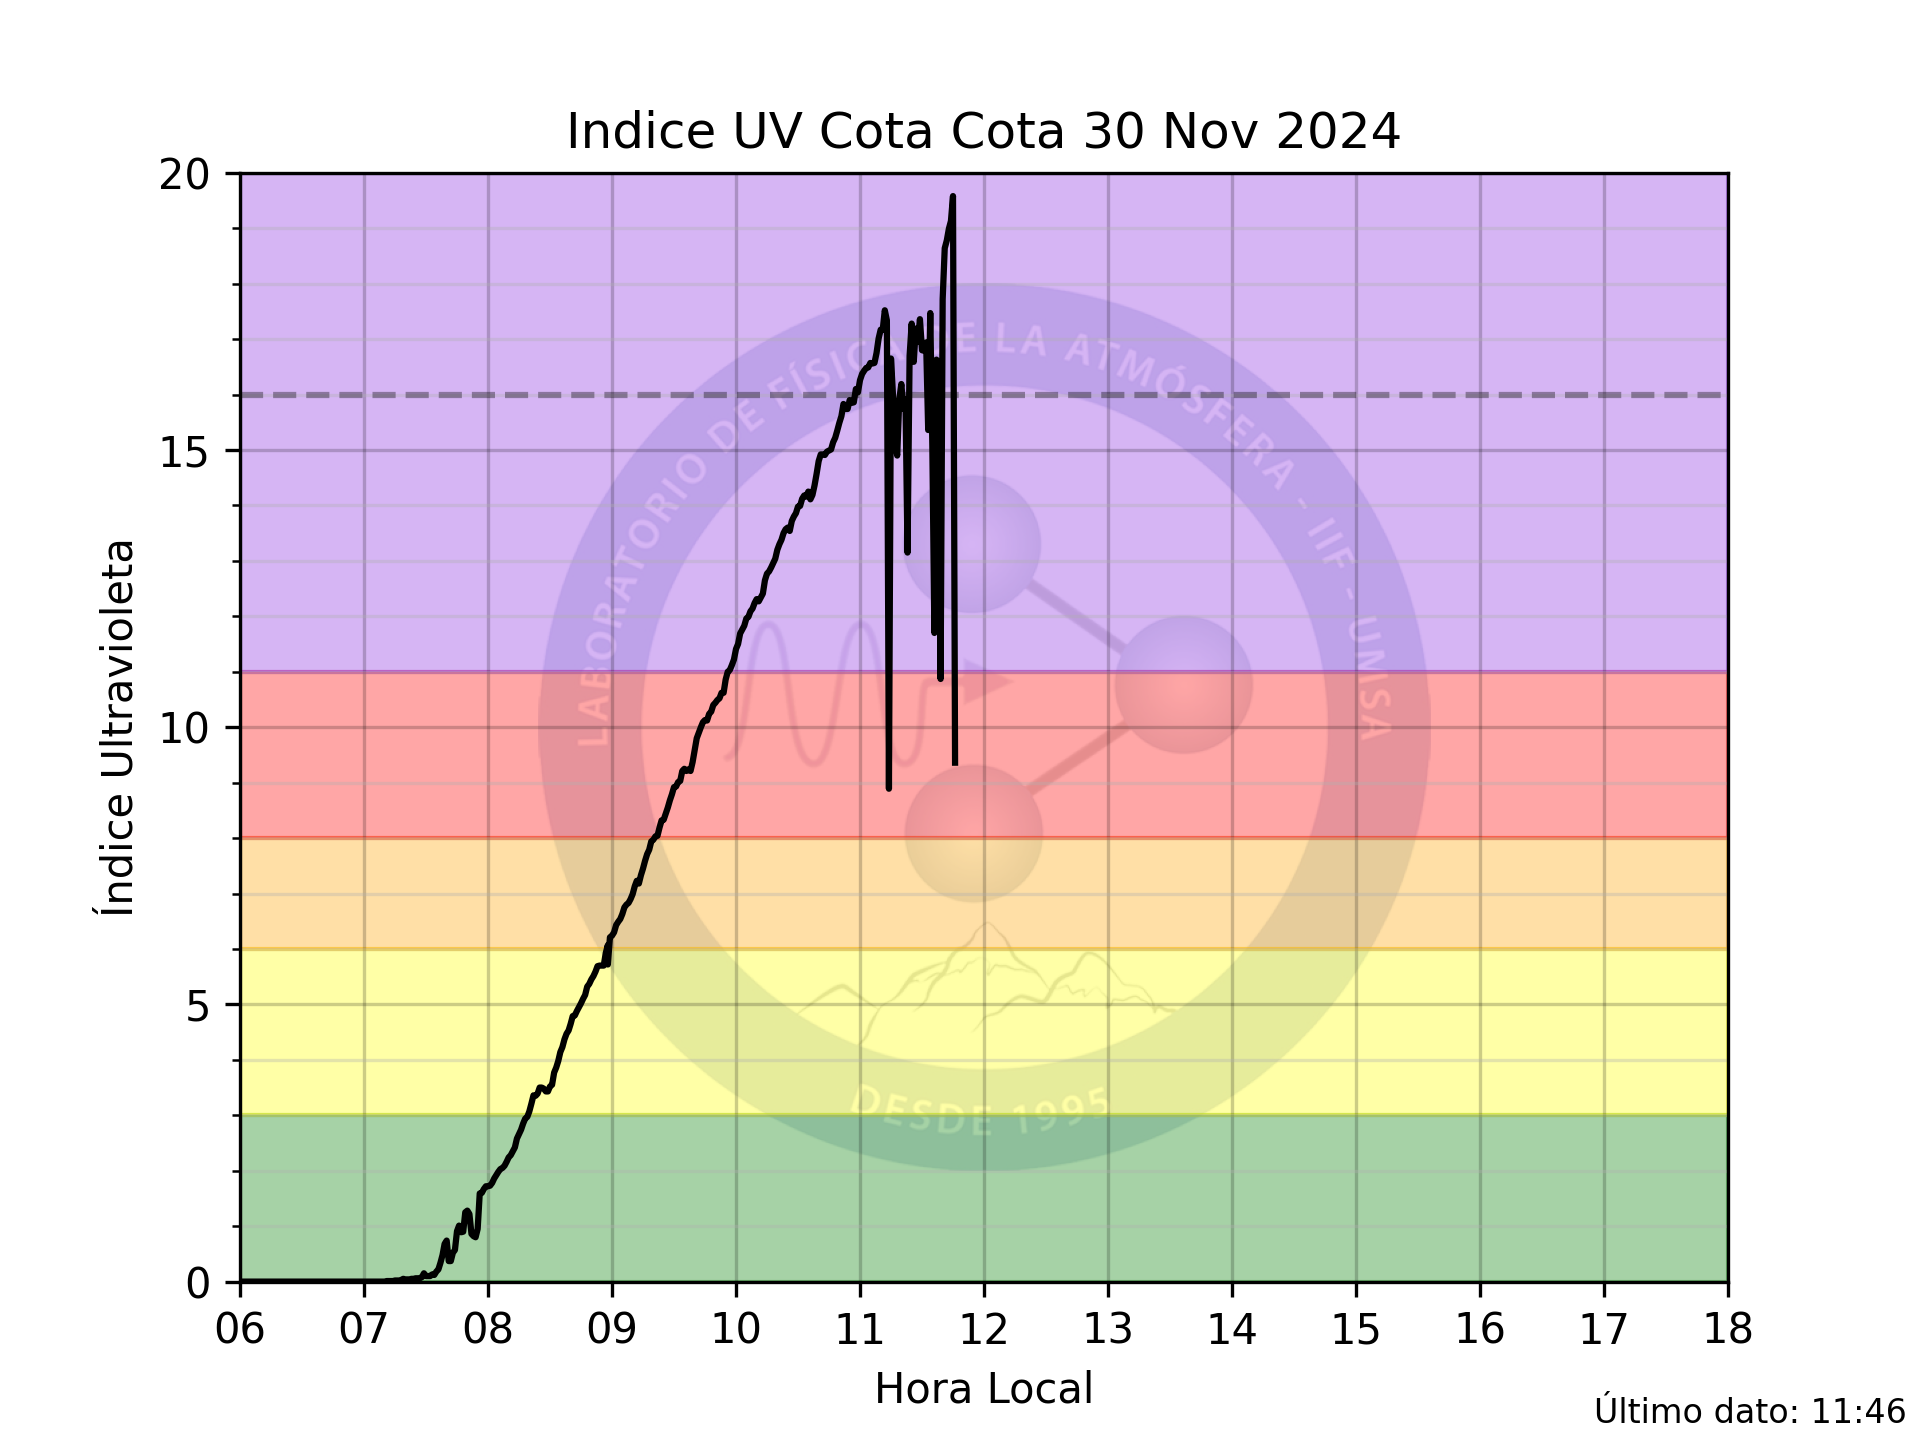 Indice UV Cota Cota 30 Nov 2024
20
15
10
5
0
Índice Ultravioleta
LABORATORIO DE FÍSICA DE LA ATMÓSFERA - IIF - UMSA
DESDE 1995
06 07 08 09 10 11 12 13 14 15 16 17 18
Hora Local
Último dato: 11:46